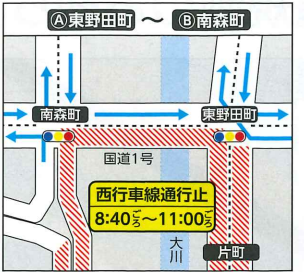 Ⓐ東野田町 ～ Ⓑ南森町
南森町
東野田町
国道1号
西行車線通行止
8:40ごろ～11:00ごろ
大川
片町